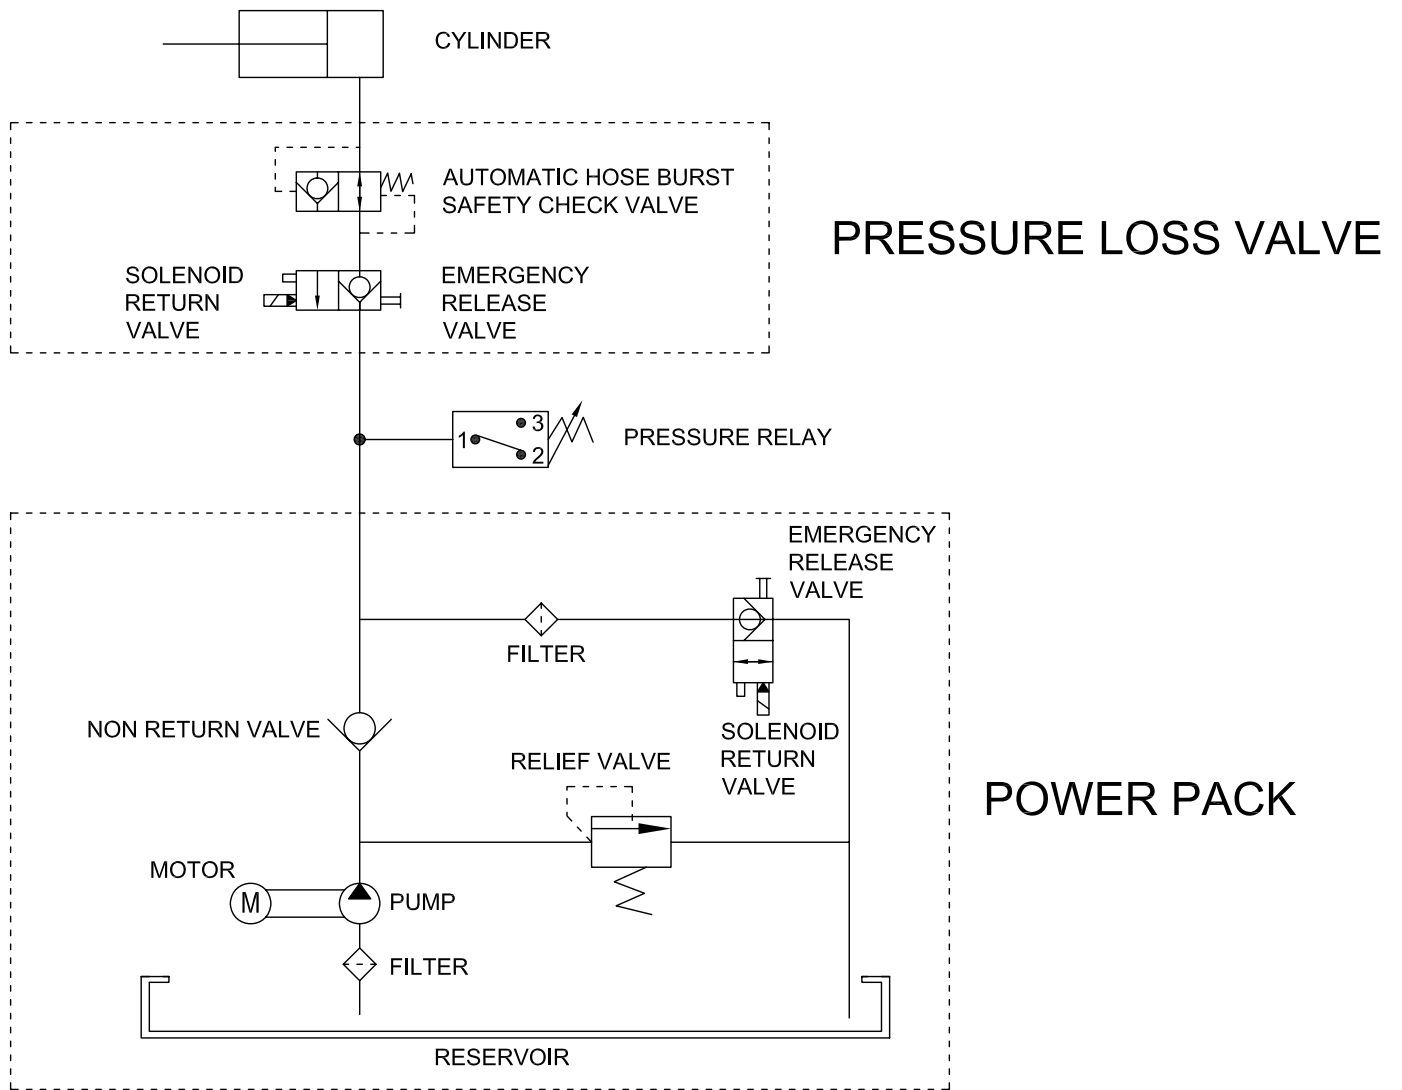 CYLINDER
AUTOMATIC HOSE BURST
SAFETY CHECK VALVE
PRESSURE LOSS VALVE
SOLENOID
RETURN
VALVE
EMERGENCY
RELEASE
VALVE
1
3
2
PRESSURE RELAY
EMERGENCY
RELEASE
VALVE
FILTER
NON RETURN VALVE
SOLENOID
RETURN
VALVE
RELIEF VALVE
POWER PACK
MOTOR
M
PUMP
FILTER
RESERVOIR